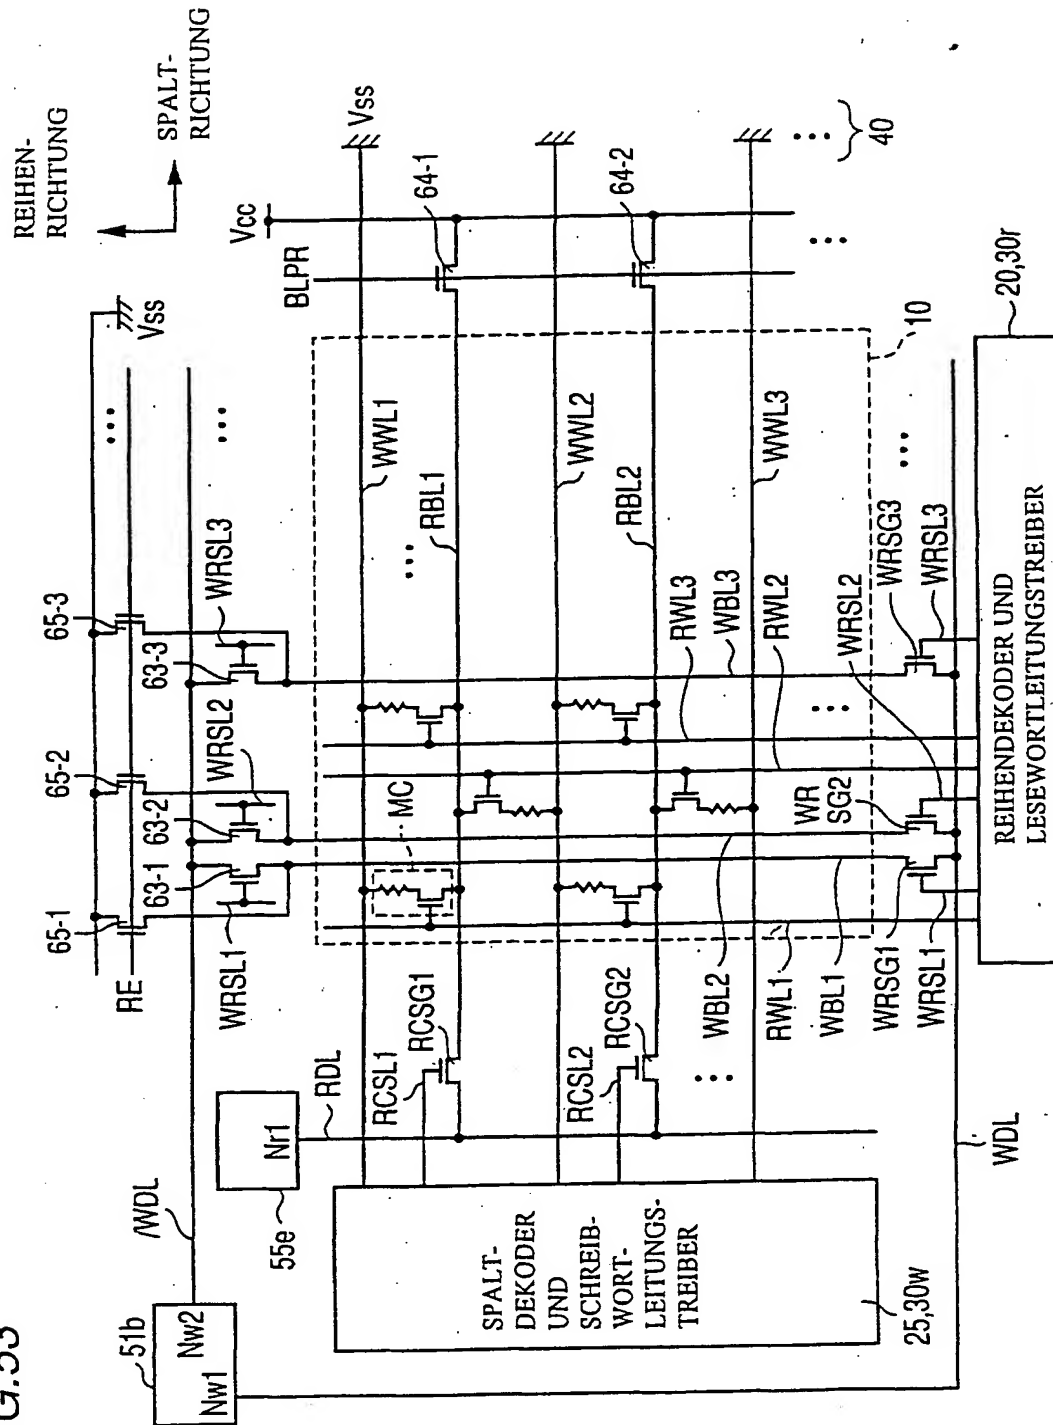 G.53
51b
Nw1
Nw2
/WDL
55e
Nr1
RDL
SPALT-
DEKODER
UND
SCHREIB-
WORT-
LEITUNGS-
TREIBER
25,30w
RE
65-1
65-2
65-3
Vss
REIHEN-
RICHTUNG
SPALT-
RICHTUNG
63-1
63-2
63-3
WRSL1
WRSL2
WRSL3
...
...
Vcc
BLPR
Vss
64-1
64-2
...
...
40
RCSL1
RCSG1
RCSL2
RCSG2
...
MC
WWL1
...
RBL1
WWL2
RBL2
WWL3
10
RWL3
WBL3
RWL2
WRSL2
...
WBL2
RWL1
WBL1
WRSG1
WRSL1
WR
SG2
WRSG3
WRSL3
...
WDL
REIHENDEKODER UND
LESEWORTLEITUNGSTREIBER
20,30r